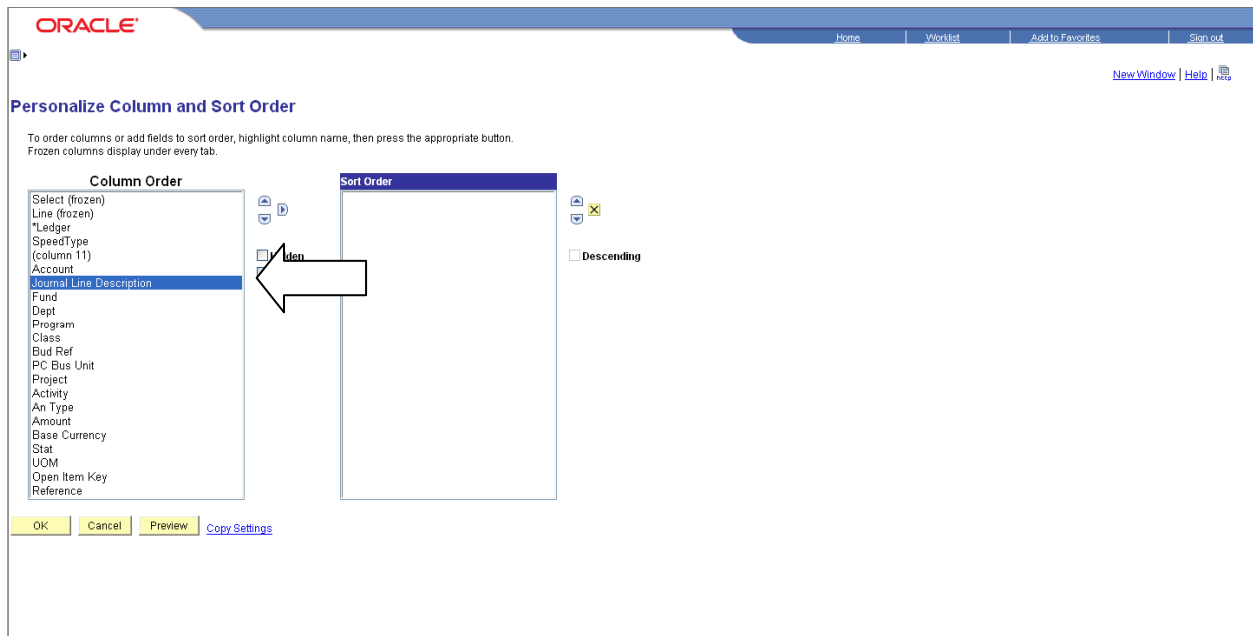 ORACLE
Home Worklist Add to Favorites Sign out
New Window | Help | http
Personalize Column and Sort Order
To order columns or add fields to sort order, highlight column name, then press the appropriate button.
Frozen columns display under every tab.
Column Order
Select (frozen)
Line (frozen)
*Ledger
SpeedType
(column 11)
Account
Journal Line Description
Fund
Dept
Program
Class
Bud Ref
PC Bus Unit
Project
Activity
An Type
Amount
Base Currency
Stat
UOM
Open Item Key
Reference
Sort Order
Descending
OK Cancel Preview Copy Settings